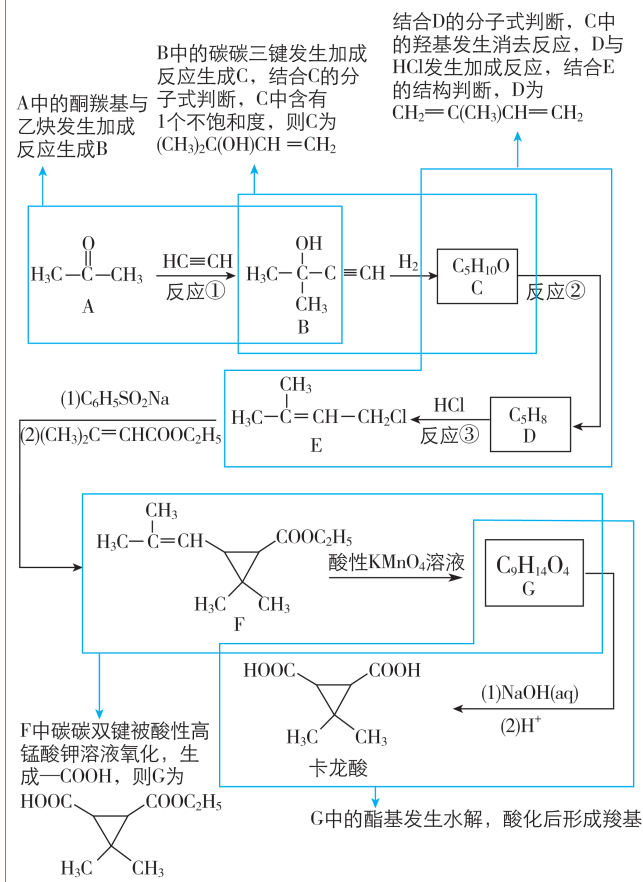 结合D的分子式判断，C中
的羟基发生消去反应，D与
HCl发生加成反应，结合E
的结构判断，D为
CH₂=C(CH₃)CH=CH₂
B中的碳碳三键发生加成
反应生成C，结合C的分
子式判断，C中含有
1个不饱和度，则C为
(CH₃)₂C(OH)CH =CH₂
A中的酮羰基与
乙炔发生加成
反应生成B
O
H₃C—C—CH₃
A
HC≡CH
反应①
OH
H₃C—C—C≡CH
CH₃
B
H₂
C₅H₁₀O
C
反应②
(1)C₆H₅SO₂Na
(2)(CH₃)₂C=CHCOOC₂H₅
CH₃
H₃C—C=CH—CH₂Cl
E
HCl
反应③
C₅H₈
D
CH₃
H₃C—C=CH
COOC₂H₅
H₃C
CH₃
F
酸性KMnO₄溶液
C₉H₁₄O₄
G
HOOC
COOH
H₃C
CH₃
卡龙酸
(1)NaOH(aq)
(2)H⁺
F中碳碳双键被酸性高
锰酸钾溶液氧化，生
成—COOH，则G为
HOOC
COOC₂H₅
H₃C
CH₃
G中的酯基发生水解，酸化后形成羧基